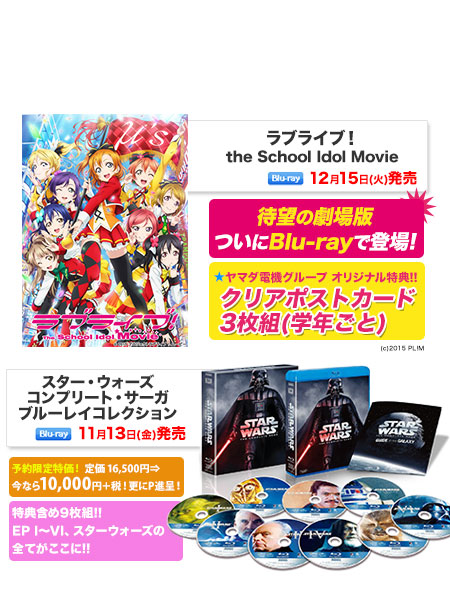 ラブライブ!
the School Idol Movie
Blu-ray 12月15日(火)発売
待望の劇場版
ついにBlu-rayで登場!
★ヤマダ電機グループ オリジナル特典!!
クリアポストカード
3枚組(学年ごと)
(c)2015 PL!M
μ's
ラブライブ!
The School Idol Movie
スター・ウォーズ
コンプリート・サーガ
ブルーレイコレクション
Blu-ray 11月13日(金)発売
予約限定特価! 定価 16,500円⇒
今なら10,000円+税!更にP進呈!
特典含め9枚組!!
EP I〜VI、スターウォーズの
全てがここに!!
STAR WARS
STAR WARS
STAR WARS
GUIDE TO THE GALAXY